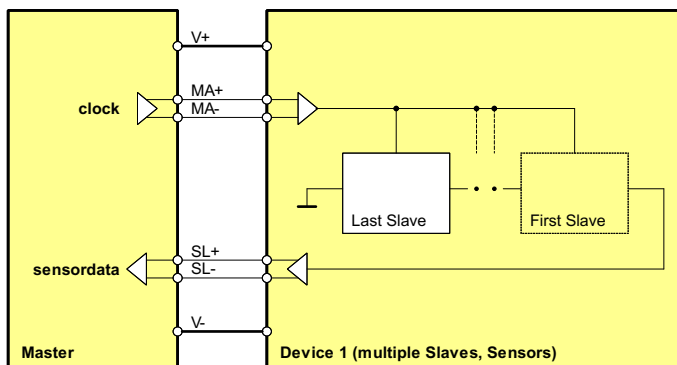 V+
MA+
clock
MA-
Last Slave
First Slave
SL+
sensordata
SL-
V-
Master
Device 1 (multiple Slaves, Sensors)